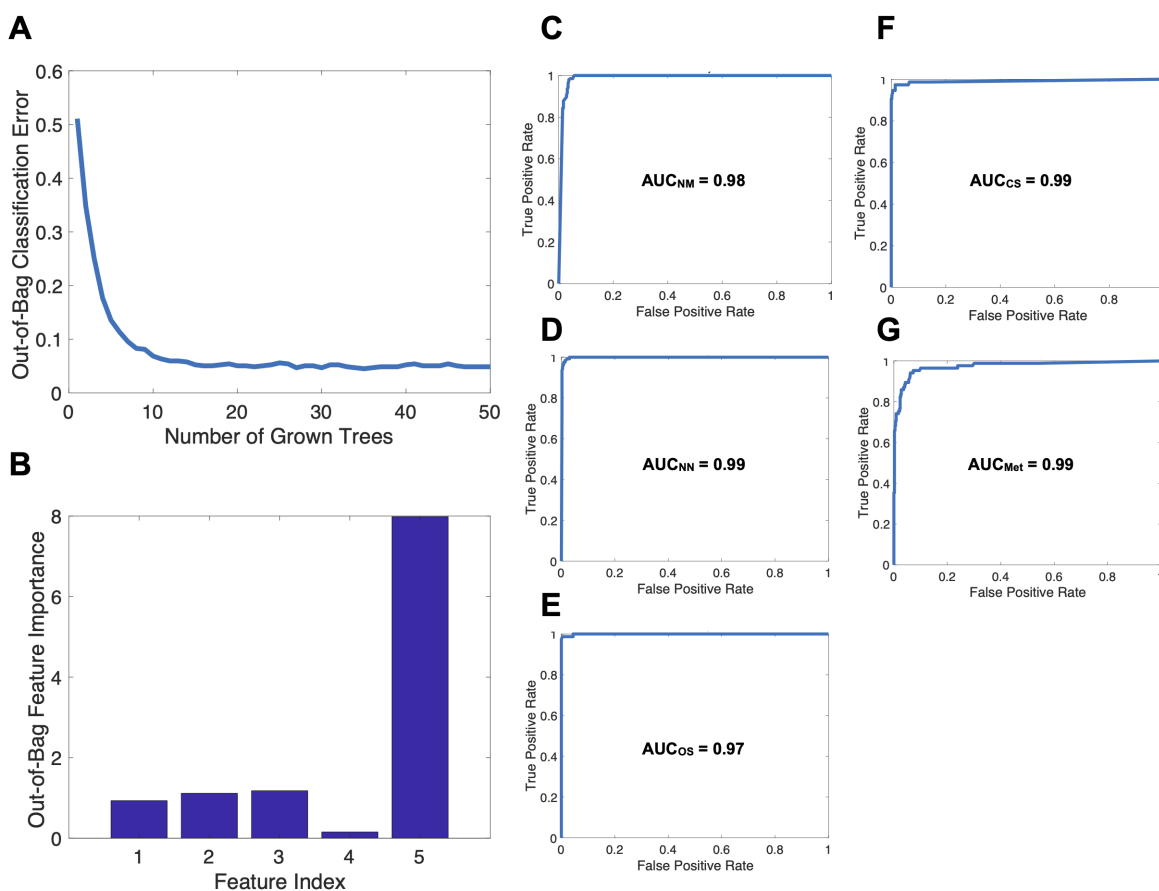 A
Out-of-Bag Classification Error
0.6
0.5
0.4
0.3
0.2
0.1
0
0 10 20 30 40 50
Number of Grown Trees
B
Out-of-Bag Feature Importance
8
6
4
2
0
1 2 3 4 5
Feature Index
C
True Positive Rate
1
0.8
0.6
0.4
0.2
0
AUCNM = 0.98
0 0.2 0.4 0.6 0.8 1
False Positive Rate
D
True Positive Rate
1
0.8
0.6
0.4
0.2
0
AUCNN = 0.99
0 0.2 0.4 0.6 0.8 1
False Positive Rate
E
True Positive Rate
1
0.8
0.6
0.4
0.2
0
AUCOS = 0.97
0 0.2 0.4 0.6 0.8 1
False Positive Rate
F
True Positive Rate
1
0.8
0.6
0.4
0.2
0
AUCCS = 0.99
0 0.2 0.4 0.6 0.8
False Positive Rate
G
True Positive Rate
1
0.8
0.6
0.4
0.2
0
AUCMet = 0.99
0 0.2 0.4 0.6 0.8
False Positive Rate